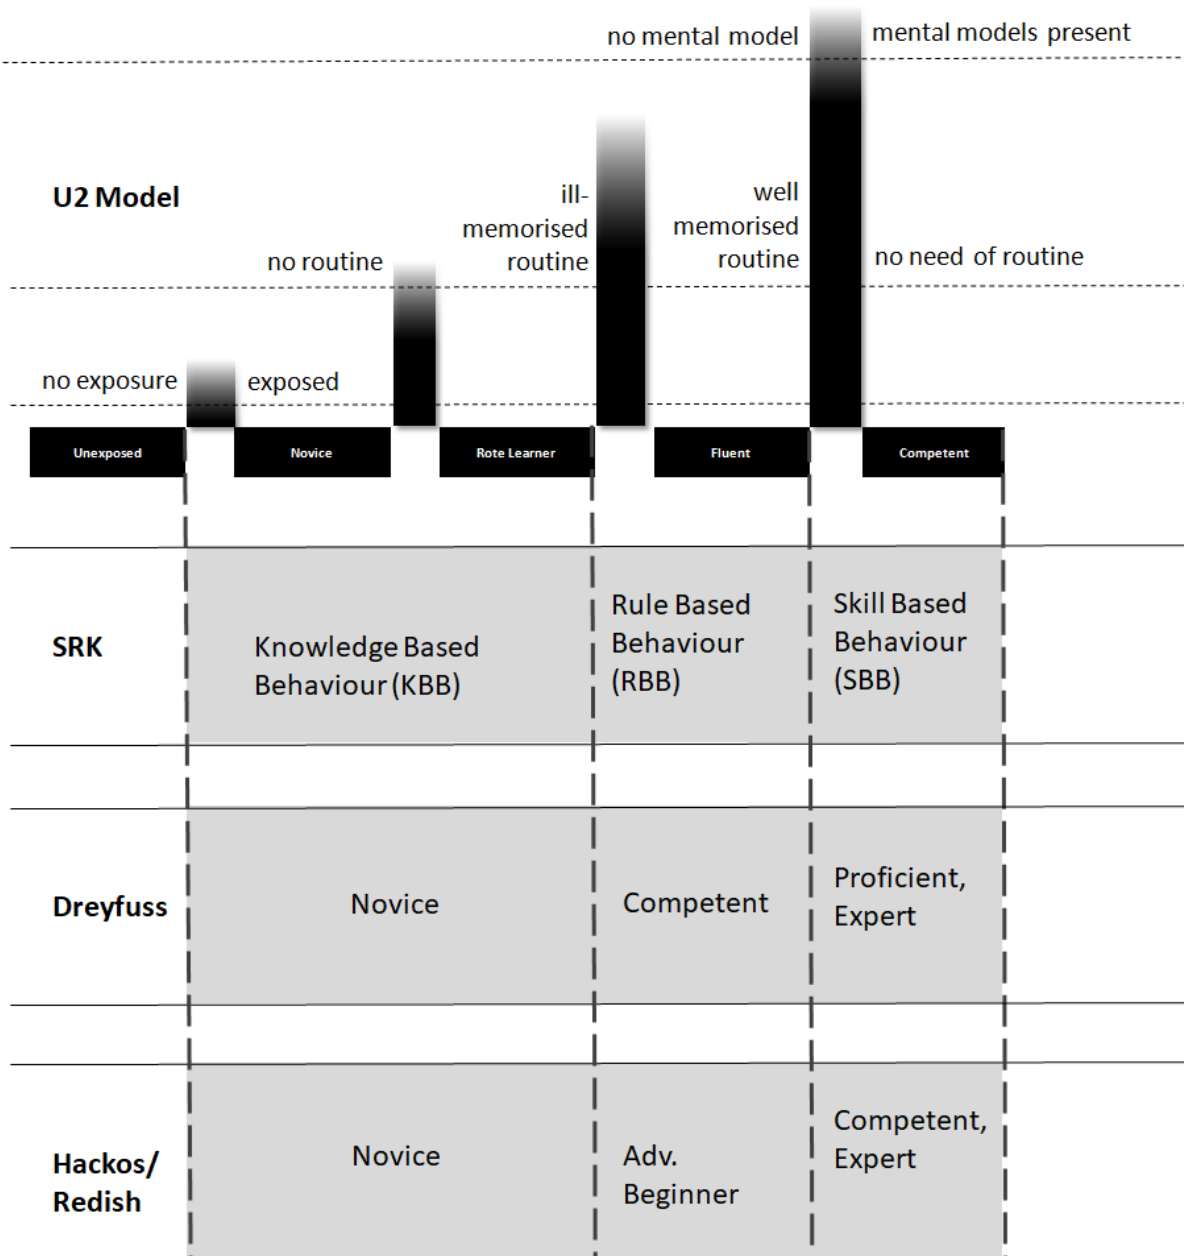 no mental model
mental models present
U2 Model
ill-
memorised
routine
well
memorised
routine
no routine
no need of routine
no exposure
exposed
Unexposed
Novice
Rote Learner
Fluent
Competent
SRK
Knowledge Based
Behaviour (KBB)
Rule Based
Behaviour
(RBB)
Skill Based
Behaviour
(SBB)
Dreyfuss
Novice
Competent
Proficient,
Expert
Hackos/
Redish
Novice
Adv.
Beginner
Competent,
Expert